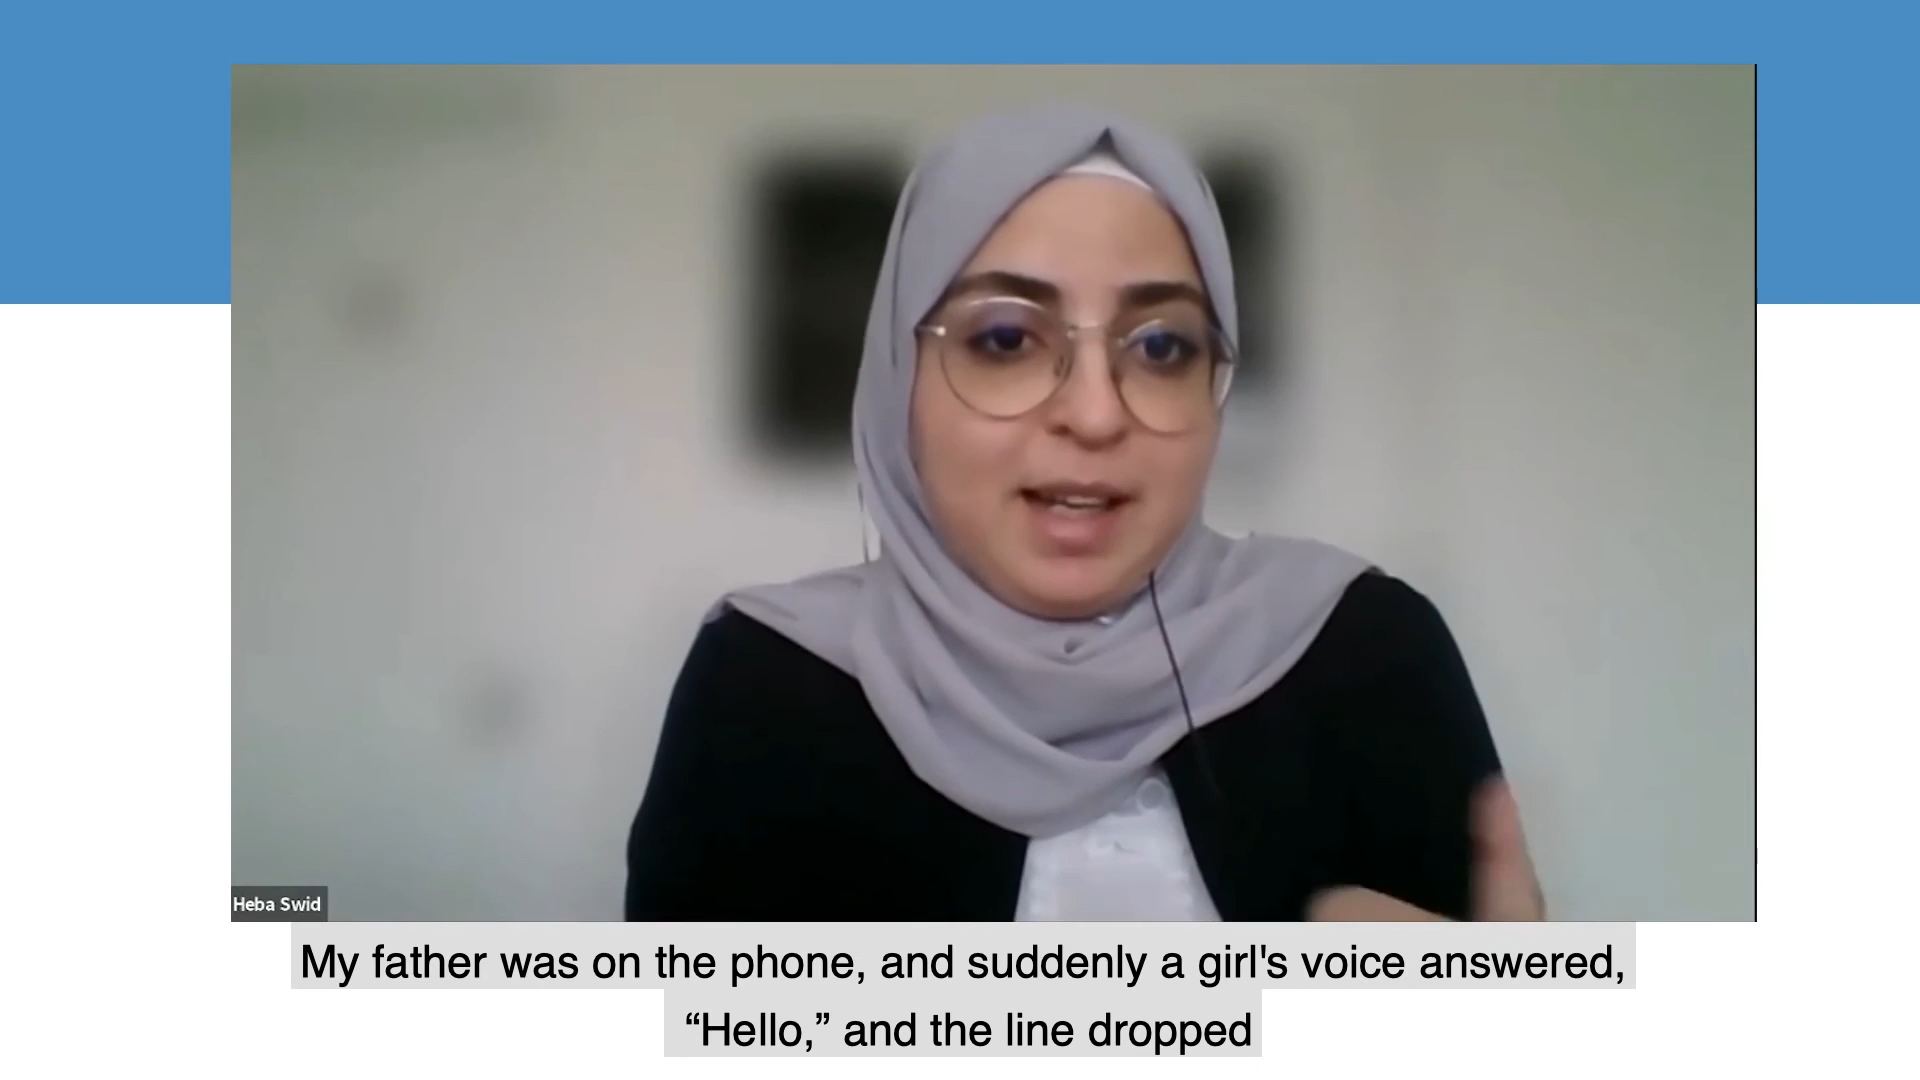 Heba Swid
My father was on the phone, and suddenly a girl's voice answered,
“Hello,” and the line dropped